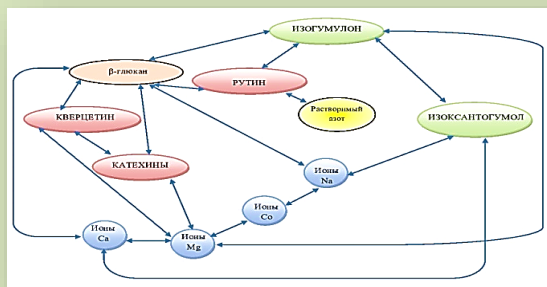 ИЗОГУМУЛОН
β-глюкан
РУТИН
КВЕРЦЕТИН
Растворимый
азот
ИЗОКСАНТОГУМОЛ
КАТЕХИНЫ
Ионы
Na
Ионы
Co
Ионы
Ca
Ионы
Mg